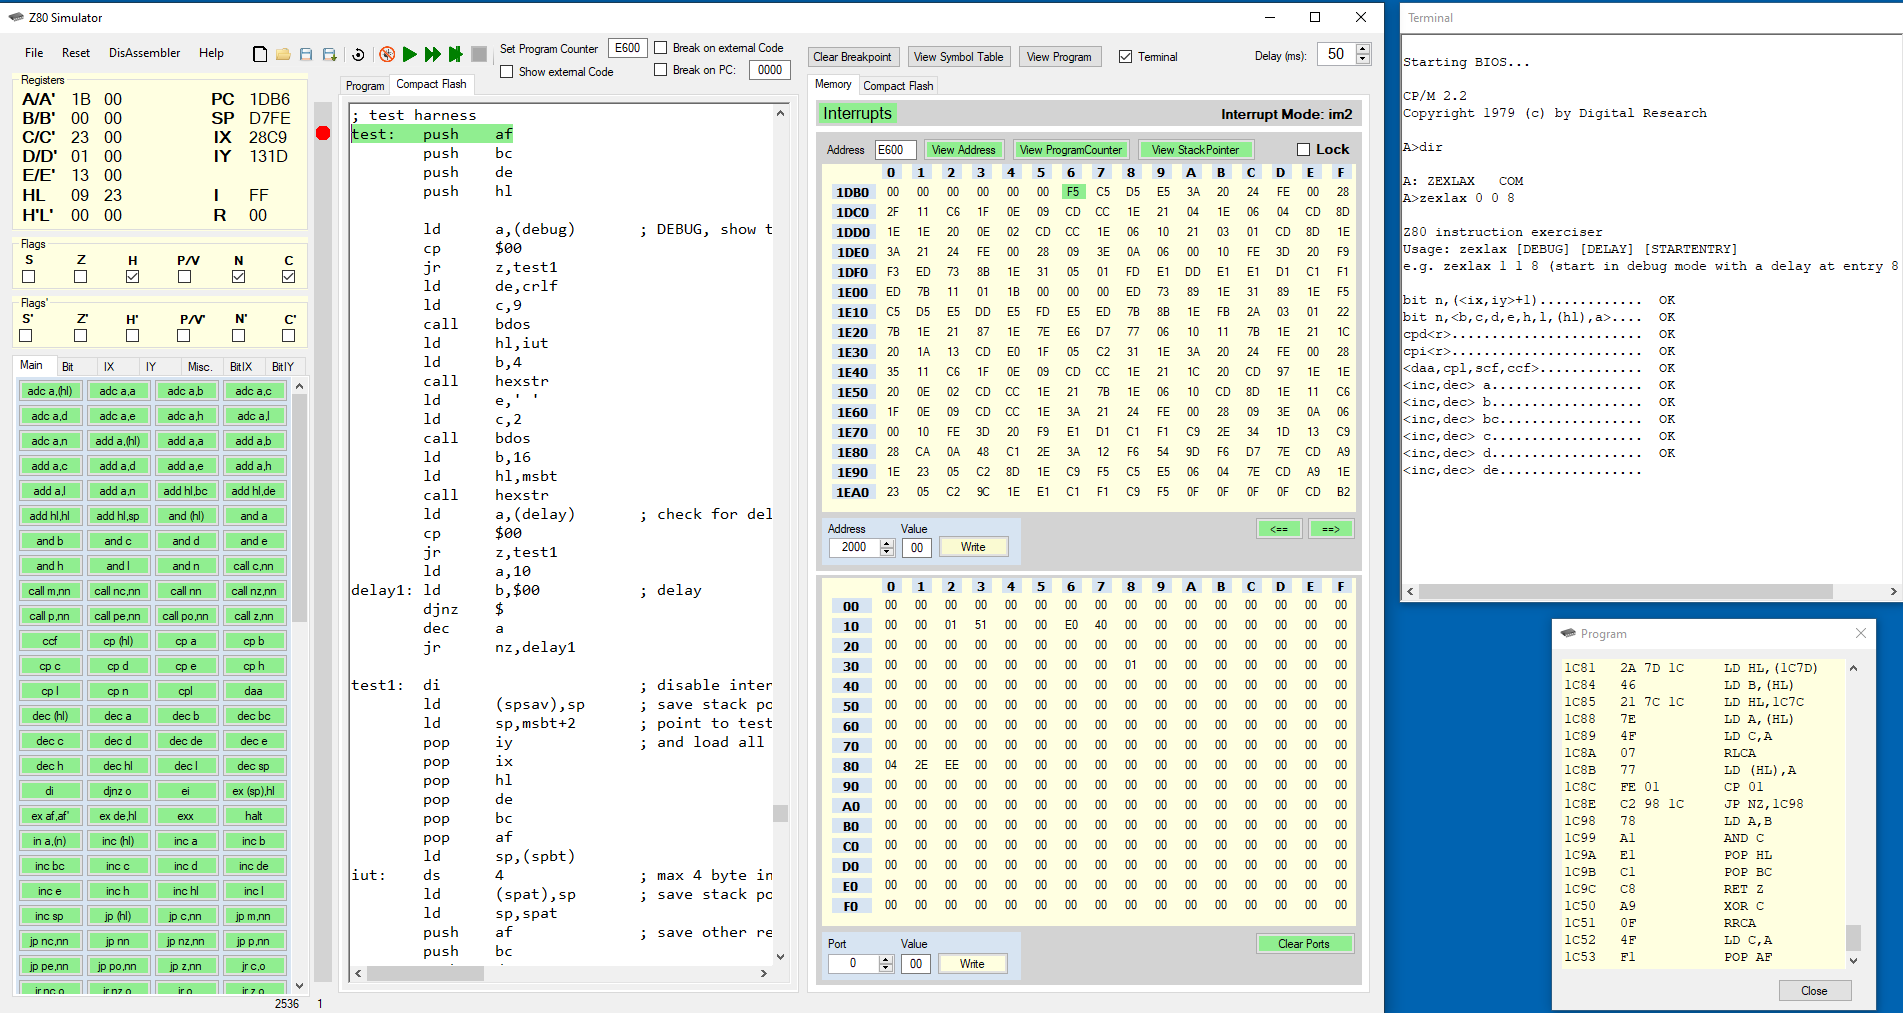 Z80 Simulator
File Reset DisAssembler Help
Set Program Counter E600 Break on external Code
Show external Code Break on PC: 0000
Clear Breakpoint View Symbol Table View Program Terminal Delay (ms): 50
Registers
A/A' 1B 00 PC 1DB6
B/B' 00 00 SP D7FE
C/C' 23 00 IX 28C9
D/D' 01 00 IY 131D
E/E' 13 00
HL 09 23 I FF
H'L' 00 00 R 00
Flags
S Z H P/V N C
Flags'
S' Z' H' P/V' N' C'
Main Bit IX IY Misc. BitIX BitIY
adc a,(hl) adc a,a adc a,b adc a,c
adc a,d adc a,e adc a,h adc a,l
adc a,n add a,(hl) add a,a add a,b
add a,c add a,d add a,e add a,h
add a,l add a,n add hl,bc add hl,de
add hl,hl add hl,sp and (hl) and a
and b and c and d and e
and h and l and n call c,nn
call m,nn call nc,nn call nn call nz,nn
call p,nn call pe,nn call po,nn call z,nn
ccf cp (hl) cp a cp b
cp c cp d cp e cp h
cp l cp n cpl daa
dec (hl) dec a dec b dec bc
dec c dec d dec de dec e
dec h dec hl dec l dec sp
di djnz o ei ex (sp),hl
ex af,af' ex de,hl exx halt
in a,(n) inc (hl) inc a inc b
inc bc inc c inc d inc de
inc e inc h inc hl inc l
inc sp jp (hl) jp c,nn jp m,nn
jp nc,nn jp nn jp nz,nn jp p,nn
jp pe,nn jp po,nn jp z,nn jr c,o
jr nc,o jr nz,o jr o jr z,o
2536 1
Program Compact Flash
; test harness
test: push af
push bc
push de
push hl
ld a,(debug) ; DEBUG, show t
cp $00
jr z,test1
ld de,crlf
ld c,9
call bdos
ld hl,iut
ld b,4
call hexstr
ld e,' '
ld c,2
call bdos
ld b,16
ld hl,msbt
call hexstr
ld a,(delay) ; check for del
cp $00
jr z,test1
ld a,10
delay1: ld b,$00 ; delay
djnz $
dec a
jr nz,delay1
test1: di ; disable inter
ld (spsav),sp ; save stack po
ld sp,msbt+2 ; point to test
pop iy ; and load all
pop ix
pop hl
pop de
pop bc
pop af
ld sp,(spbt)
iut: ds 4 ; max 4 byte in
ld (spat),sp ; save stack po
ld sp,spat
push af ; save other re
push bc
Memory Compact Flash
Interrupts Interrupt Mode: im2
Address E600 View Address View ProgramCounter View StackPointer Lock
0 1 2 3 4 5 6 7 8 9 A B C D E F
1DB0 00 00 00 00 00 00 F5 C5 D5 E5 3A 20 24 FE 00 28
1DC0 2F 11 C6 1F 0E 09 CD CC 1E 21 04 1E 06 04 CD 8D
1DD0 1E 1E 20 0E 02 CD CC 1E 06 10 21 03 01 CD 8D 1E
1DE0 3A 21 24 FE 00 28 09 3E 0A 06 00 10 FE 3D 20 F9
1DF0 F3 ED 73 8B 1E 31 05 01 FD E1 DD E1 E1 D1 C1 F1
1E00 ED 7B 11 01 1B 00 00 00 ED 73 89 1E 31 89 1E F5
1E10 C5 D5 E5 DD E5 FD E5 ED 7B 8B 1E FB 2A 03 01 22
1E20 7B 1E 21 87 1E 7E E6 D7 77 06 10 11 7B 1E 21 1C
1E30 20 1A 13 CD E0 1F 05 C2 31 1E 3A 20 24 FE 00 28
1E40 35 11 C6 1F 0E 09 CD CC 1E 21 1C 20 CD 97 1E 1E
1E50 20 0E 02 CD CC 1E 21 7B 1E 06 10 CD 8D 1E 11 C6
1E60 1F 0E 09 CD CC 1E 3A 21 24 FE 00 28 09 3E 0A 06
1E70 00 10 FE 3D 20 F9 E1 D1 C1 F1 C9 2E 34 1D 13 C9
1E80 28 CA 0A 48 C1 2E 3A 12 F6 54 9D F6 D7 7E CD A9
1E90 1E 23 05 C2 8D 1E C9 F5 C5 E5 06 04 7E CD A9 1E
1EA0 23 05 C2 9C 1E E1 C1 F1 C9 F5 0F 0F 0F 0F CD B2
Address Value
2000 00 Write <== ==>
0 1 2 3 4 5 6 7 8 9 A B C D E F
00 00 00 00 00 00 00 00 00 00 00 00 00 00 00 00 00
10 00 00 01 51 00 00 E0 40 00 00 00 00 00 00 00 00
20 00 00 00 00 00 00 00 00 00 00 00 00 00 00 00 00
30 00 00 00 00 00 00 00 00 01 00 00 00 00 00 00 00
40 00 00 00 00 00 00 00 00 00 00 00 00 00 00 00 00
50 00 00 00 00 00 00 00 00 00 00 00 00 00 00 00 00
60 00 00 00 00 00 00 00 00 00 00 00 00 00 00 00 00
70 00 00 00 00 00 00 00 00 00 00 00 00 00 00 00 00
80 04 2E EE 00 00 00 00 00 00 00 00 00 00 00 00 00
90 00 00 00 00 00 00 00 00 00 00 00 00 00 00 00 00
A0 00 00 00 00 00 00 00 00 00 00 00 00 00 00 00 00
B0 00 00 00 00 00 00 00 00 00 00 00 00 00 00 00 00
C0 00 00 00 00 00 00 00 00 00 00 00 00 00 00 00 00
D0 00 00 00 00 00 00 00 00 00 00 00 00 00 00 00 00
E0 00 00 00 00 00 00 00 00 00 00 00 00 00 00 00 00
F0 00 00 00 00 00 00 00 00 00 00 00 00 00 00 00 00
Port Value Clear Ports
0 00 Write
Terminal
Starting BIOS...
CP/M 2.2
Copyright 1979 (c) by Digital Research
A>dir
A: ZEXLAX COM
A>zexlax 0 0 8
Z80 instruction exerciser
Usage: zexlax [DEBUG] [DELAY] [STARTENTRY]
e.g. zexlax 1 1 8 (start in debug mode with a delay at entry 8
bit n,(<ix,iy>+1)............. OK
bit n,<b,c,d,e,h,l,(hl),a>.... OK
cpd<r>........................ OK
cpi<r>........................ OK
<daa,cpl,scf,ccf>............. OK
<inc,dec> a................... OK
<inc,dec> b................... OK
<inc,dec> bc.................. OK
<inc,dec> c................... OK
<inc,dec> d................... OK
<inc,dec> de..................
Program
1C81 2A 7D 1C LD HL,(1C7D)
1C84 46 LD B,(HL)
1C85 21 7C 1C LD HL,1C7C
1C88 7E LD A,(HL)
1C89 4F LD C,A
1C8A 07 RLCA
1C8B 77 LD (HL),A
1C8C FE 01 CP 01
1C8E C2 98 1C JP NZ,1C98
1C98 78 LD A,B
1C99 A1 AND C
1C9A E1 POP HL
1C9B C1 POP BC
1C9C C8 RET Z
1C50 A9 XOR C
1C51 0F RRCA
1C52 4F LD C,A
1C53 F1 POP AF
Close